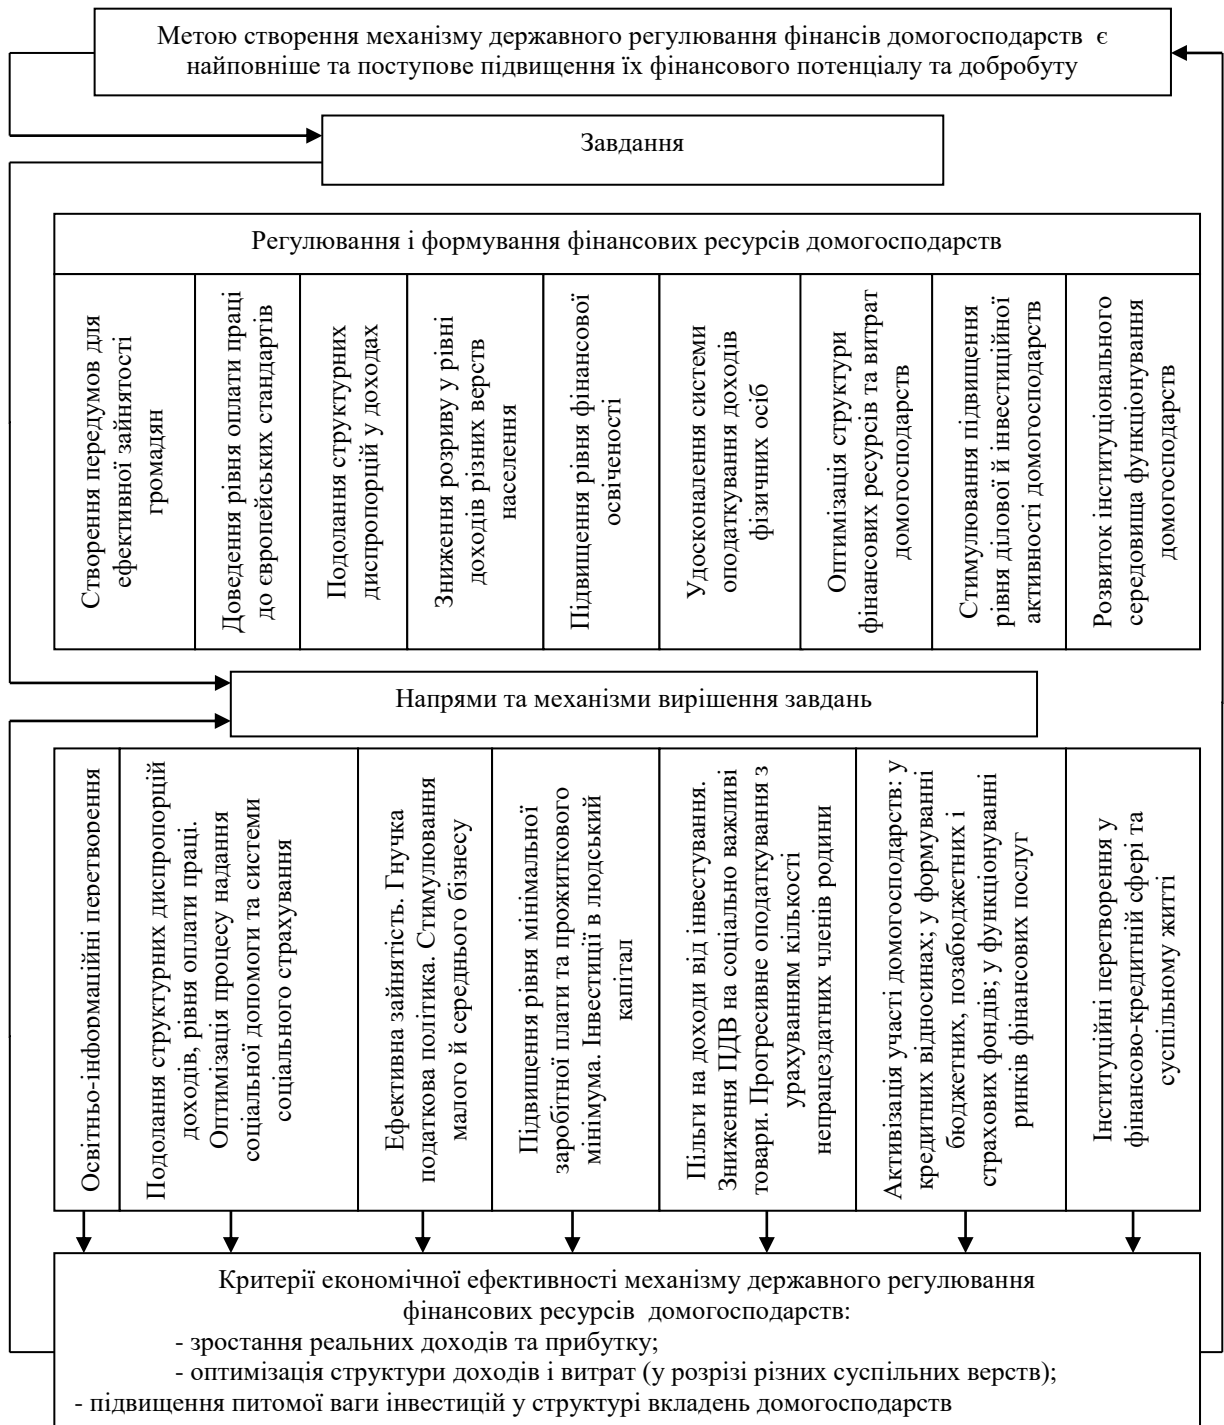 Метою створення механізму державного регулювання фінансів домогосподарств є
найповніше та поступове підвищення їх фінансового потенціалу та добробуту
Завдання
Регулювання і формування фінансових ресурсів домогосподарств
Створення передумов для
ефективної зайнятості
громадян
Доведення рівня оплати праці
до європейських стандартів
Подолання структурних
диспропорцій у доходах
Зниження розриву у рівні
доходів різних верств
населення
Підвищення рівня фінансової
освіченості
Удосконалення системи
оподаткування доходів
фізичних осіб
Оптимізація структури
фінансових ресурсів та витрат
домогосподарств
Стимулювання підвищення
рівня ділової й інвестиційної
активності домогосподарств
Розвиток інституціонального
середовища функціонування
домогосподарств
Напрями та механізми вирішення завдань
Освітньо-інформаційні перетворення
Подолання структурних диспропорцій
доходів, рівня оплати праці.
Оптимізація процесу надання
соціальної допомоги та системи
соціального страхування
Ефективна зайнятість. Гнучка
податкова політика. Стимулювання
малого й середнього бізнесу
Підвищення рівня мінімальної
заробітної плати та прожиткового
мінімума. Інвестиції в людський
капітал
Пільги на доходи від інвестування.
Зниження ПДВ на соціально важливі
товари. Прогресивне оподаткування з
урахуванням кількості
непрацездатних членів родини
Активізація участі домогосподарств: у
кредитних відносинах; у формуванні
бюджетних, позабюджетних і
страхових фондів; у функціонуванні
ринків фінансових послуг
Інституційні перетворення у
фінансово-кредитній сфері та
суспільному житті
Критерії економічної ефективності механізму державного регулювання
фінансових ресурсів домогосподарств:
- зростання реальних доходів та прибутку;
- оптимізація структури доходів і витрат (у розрізі різних суспільних верств);
- підвищення питомої ваги інвестицій у структурі вкладень домогосподарств